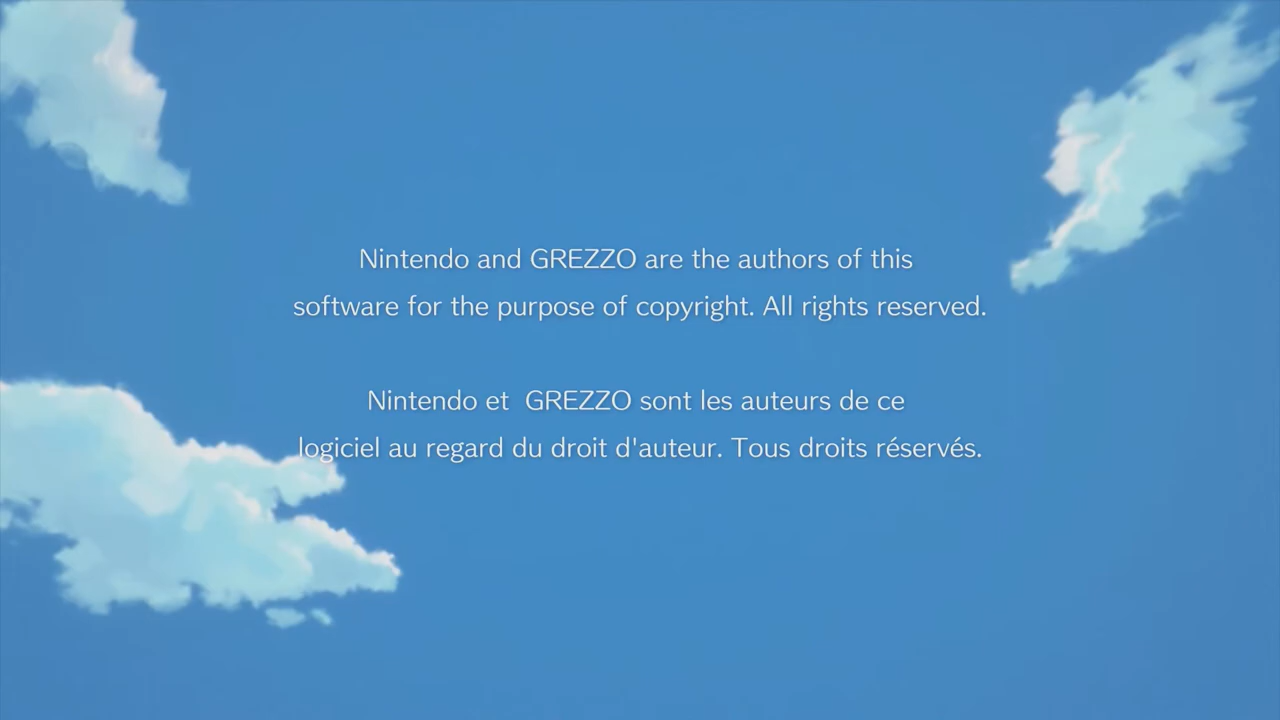 Nintendo and GREZZO are the authors of this
software for the purpose of copyright. All rights reserved.
Nintendo et  GREZZO sont les auteurs de ce
logiciel au regard du droit d'auteur. Tous droits réservés.